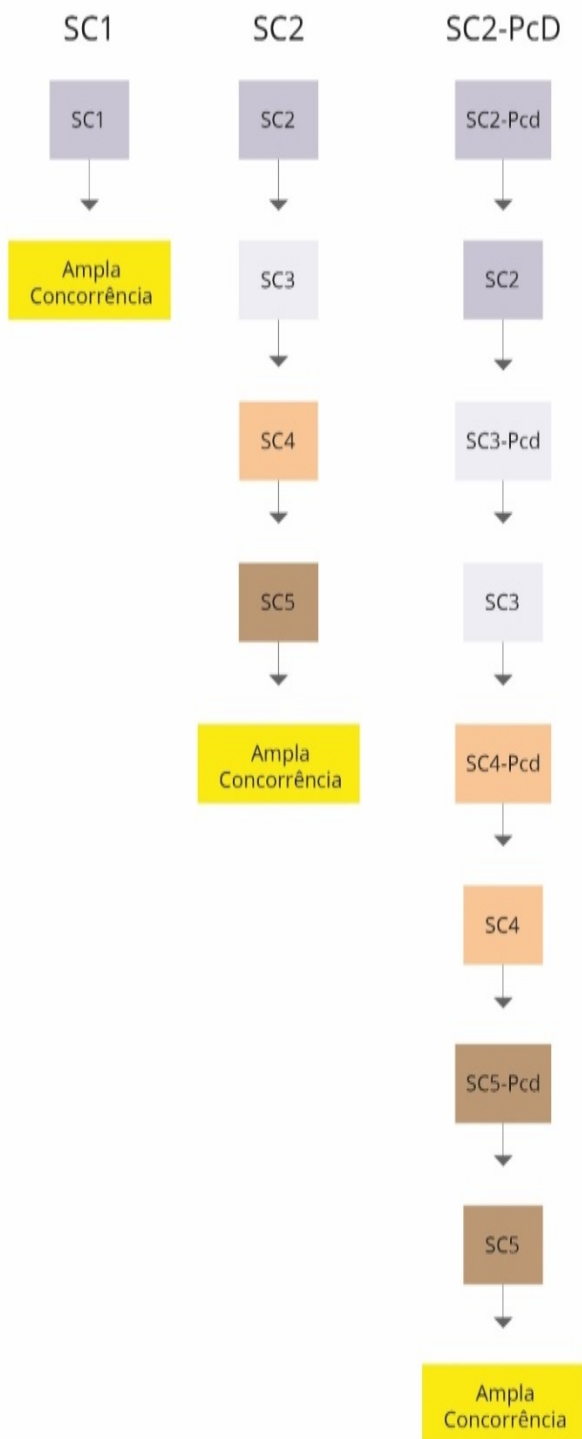 SC1
SC1
Ampla
Concorrência
SC2
SC2
SC3
SC4
SC5
Ampla
Concorrência
SC2-PcD
SC2-Pcd
SC2
SC3-Pcd
SC3
SC4-Pcd
SC4
SC5-Pcd
SC5
Ampla
Concorrência